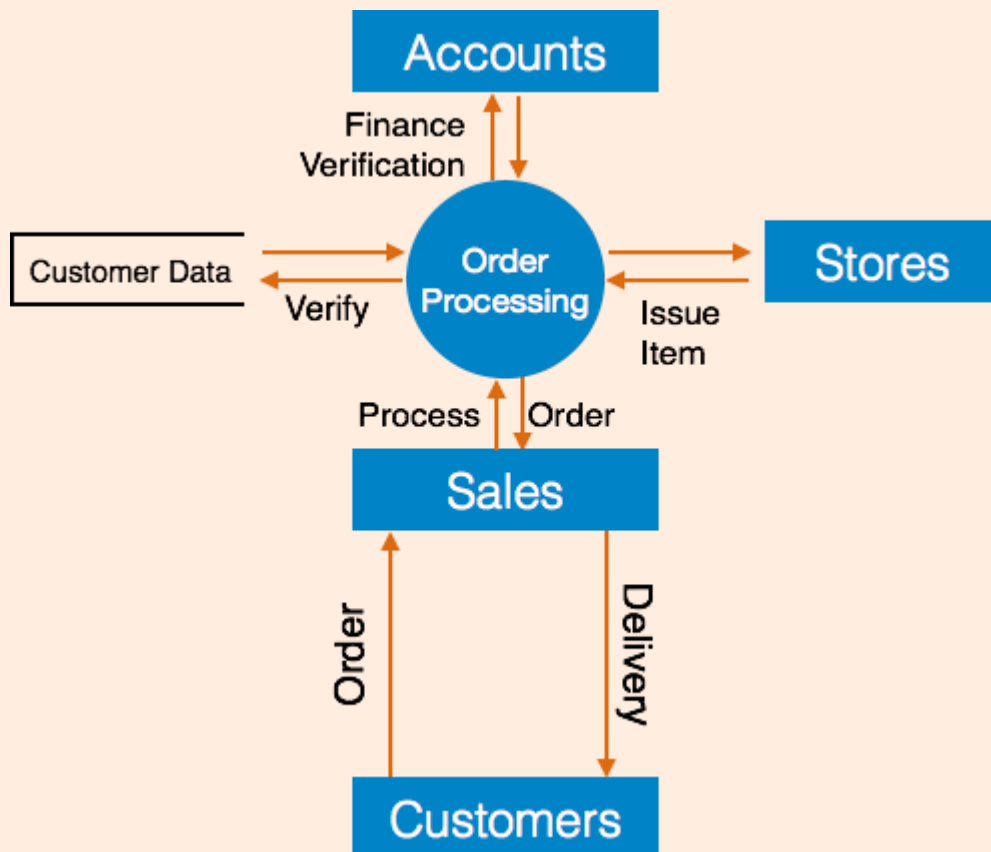 Accounts
Finance
Verification
Customer Data
Order
Processing
Stores
Verify
Issue
Item
Process
Order
Sales
Order
Delivery
Customers